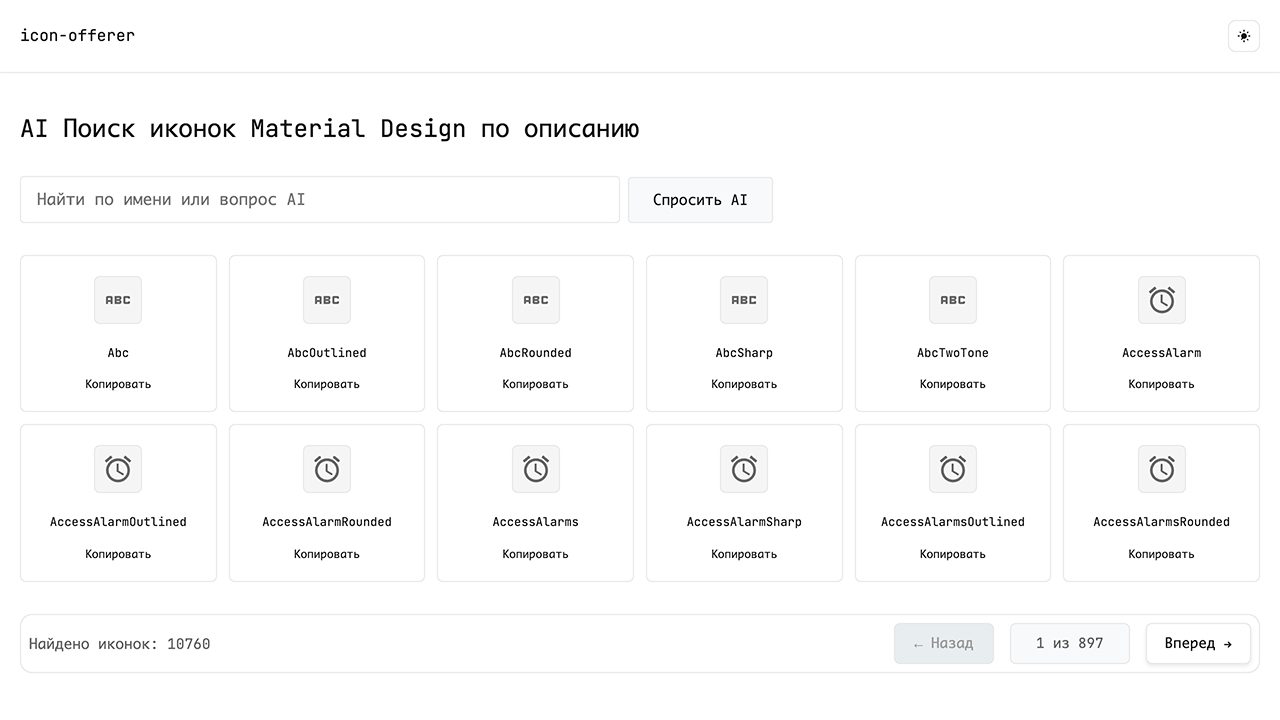 icon-offerer
AI Поиск иконок Material Design по описанию
Найти по имени или вопрос AI
Спросить AI
ABC ABC ABC ABC ABC
Abc AbcOutlined AbcRounded AbcSharp AbcTwoTone AccessAlarm
Копировать Копировать Копировать Копировать Копировать Копировать
AccessAlarmOutlined AccessAlarmRounded AccessAlarms AccessAlarmSharp AccessAlarmsOutlined AccessAlarmsRounded
Копировать Копировать Копировать Копировать Копировать Копировать
Найдено иконок: 10760
← Назад
1 из 897
Вперед →